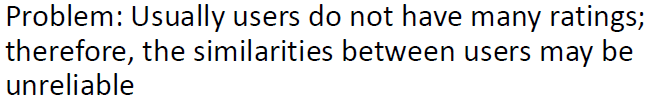 Problem: Usually users do not have many ratings;
therefore, the similarities between users may be
unreliable